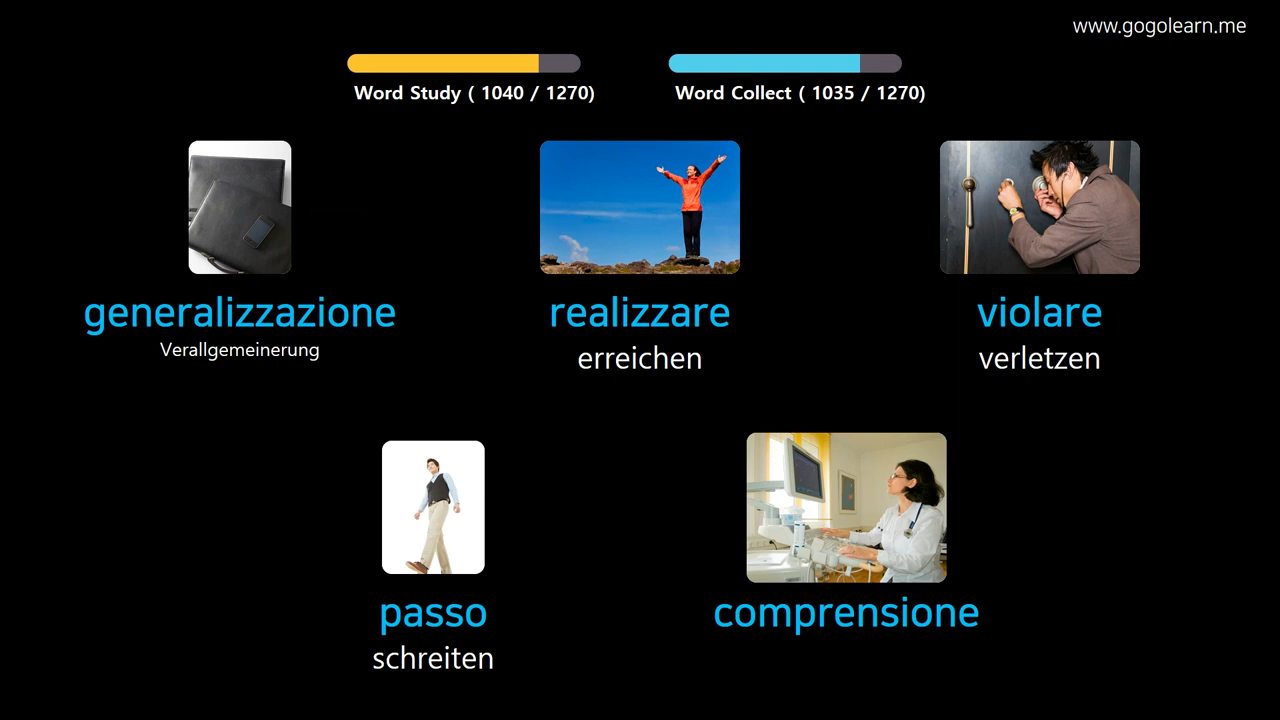 www.gogolearn.me
Word Study ( 1040 / 1270)
Word Collect ( 1035 / 1270)
generalizzazione
Verallgemeinerung
realizzare
erreichen
violare
verletzen
passo
schreiten
comprensione